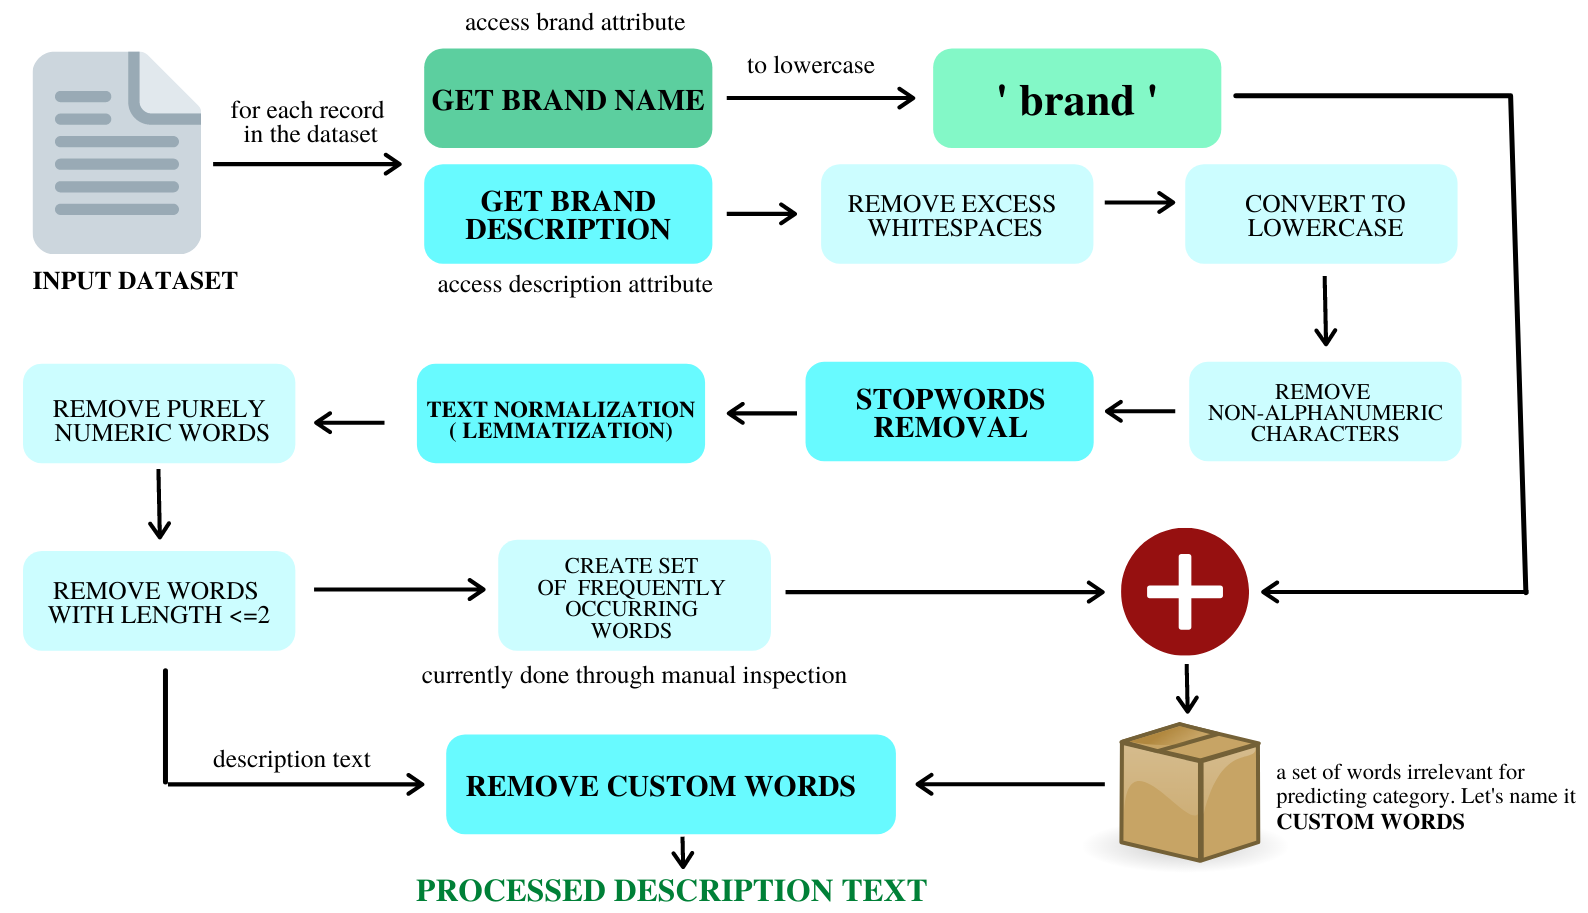 access brand attribute
GET BRAND NAME
to lowercase
' brand '
for each record
in the dataset
INPUT DATASET
GET BRAND
DESCRIPTION
access description attribute
REMOVE EXCESS
WHITESPACES
CONVERT TO
LOWERCASE
REMOVE
NON-ALPHANUMERIC
CHARACTERS
STOPWORDS
REMOVAL
TEXT NORMALIZATION
( LEMMATIZATION)
REMOVE PURELY
NUMERIC WORDS
REMOVE WORDS
WITH LENGTH <=2
CREATE SET
OF FREQUENTLY
OCCURRING
WORDS
currently done through manual inspection
a set of words irrelevant for
predicting category. Let's name it
CUSTOM WORDS
description text
REMOVE CUSTOM WORDS
PROCESSED DESCRIPTION TEXT